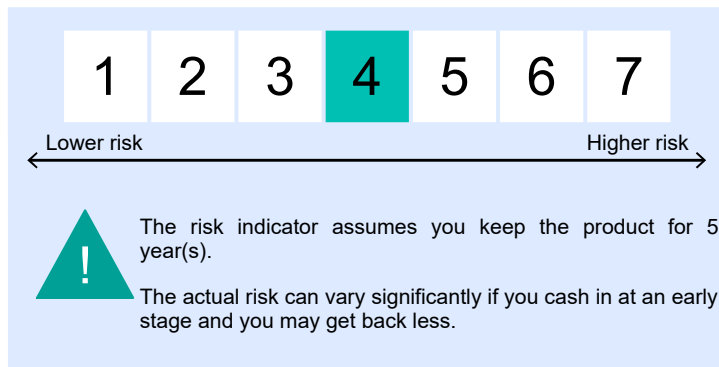 1 2 3 4 5 6 7
Lower risk Higher risk
!
The risk indicator assumes you keep the product for 5
year(s).
The actual risk can vary significantly if you cash in at an early
stage and you may get back less.